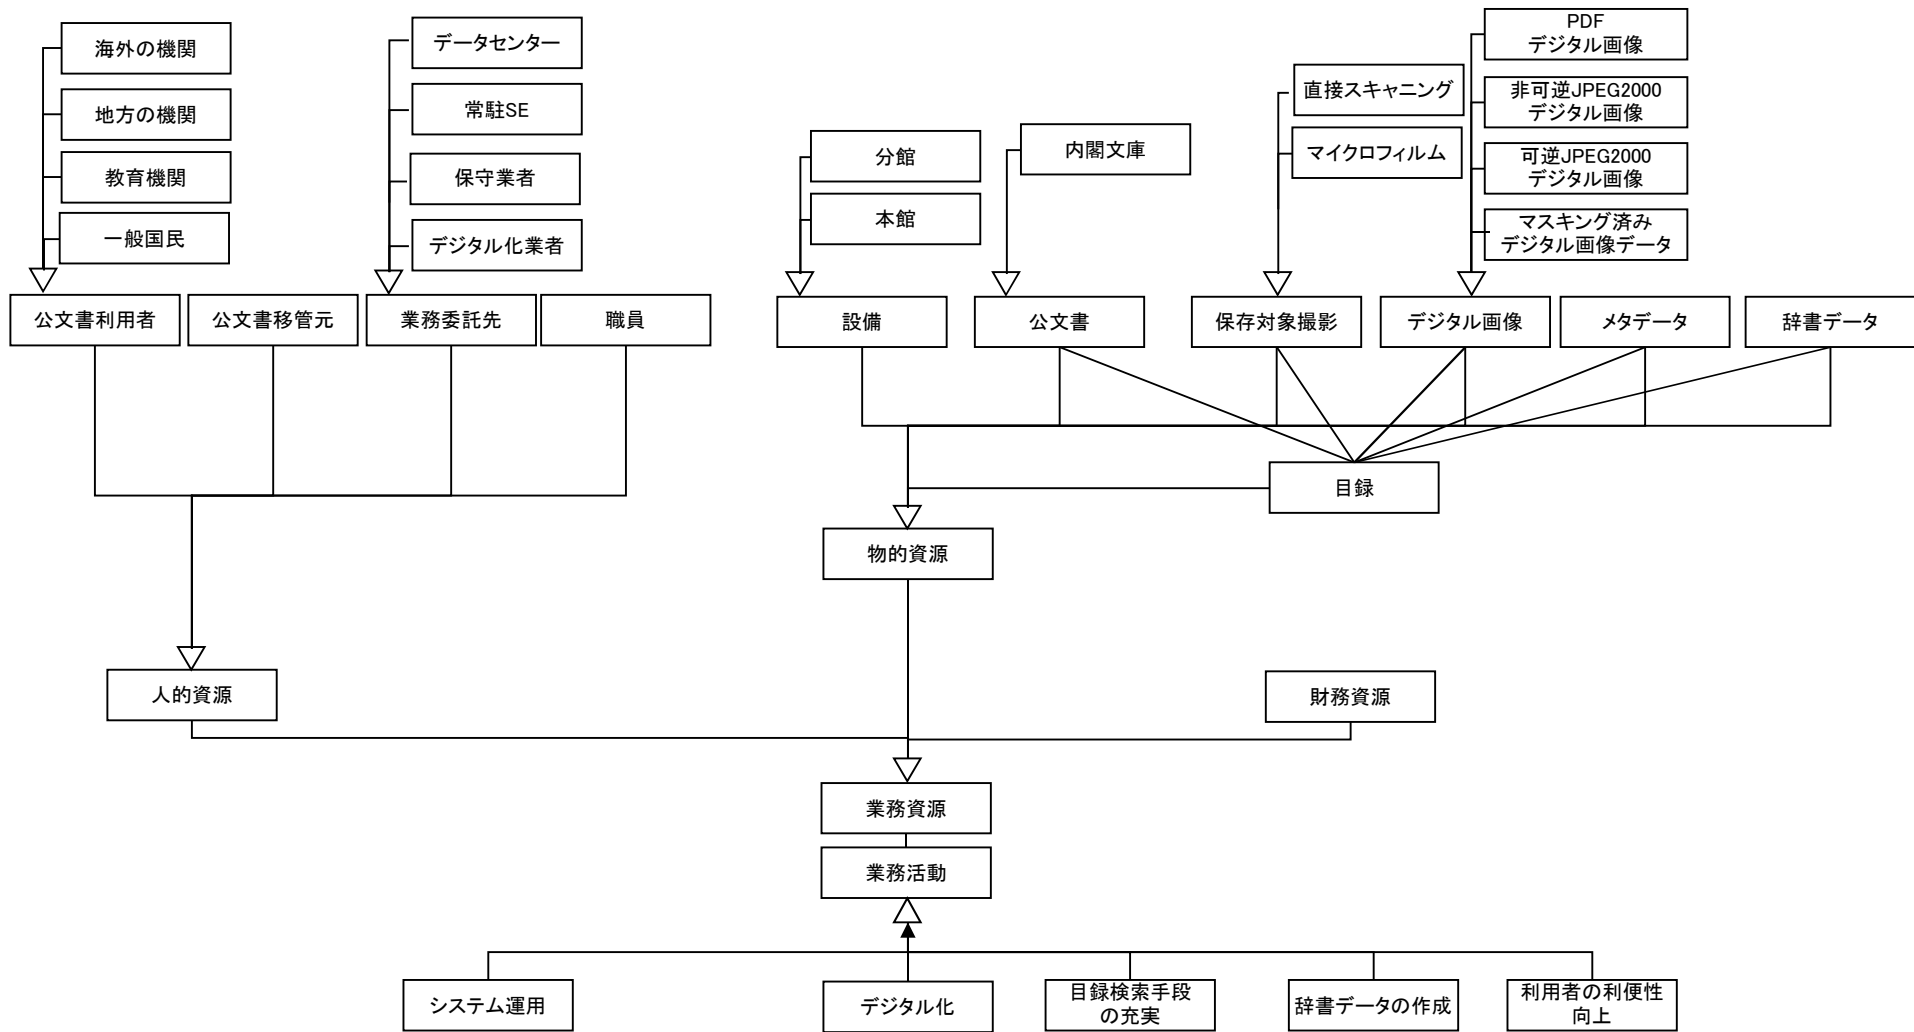 海外の機関
地方の機関
教育機関
一般国民
データセンター
常駐SE
保守業者
デジタル化業者
分館
本館
内閣文庫
直接スキャニング
マイクロフィルム
PDF
デジタル画像
非可逆JPEG2000
デジタル画像
可逆JPEG2000
デジタル画像
マスキング済み
デジタル画像データ
公文書利用者
公文書移管元
業務委託先
職員
設備
公文書
保存対象撮影
デジタル画像
メタデータ
辞書データ
目録
物的資源
人的資源
財務資源
業務資源
業務活動
システム運用
デジタル化
目録検索手段
の充実
辞書データの作成
利用者の利便性
向上